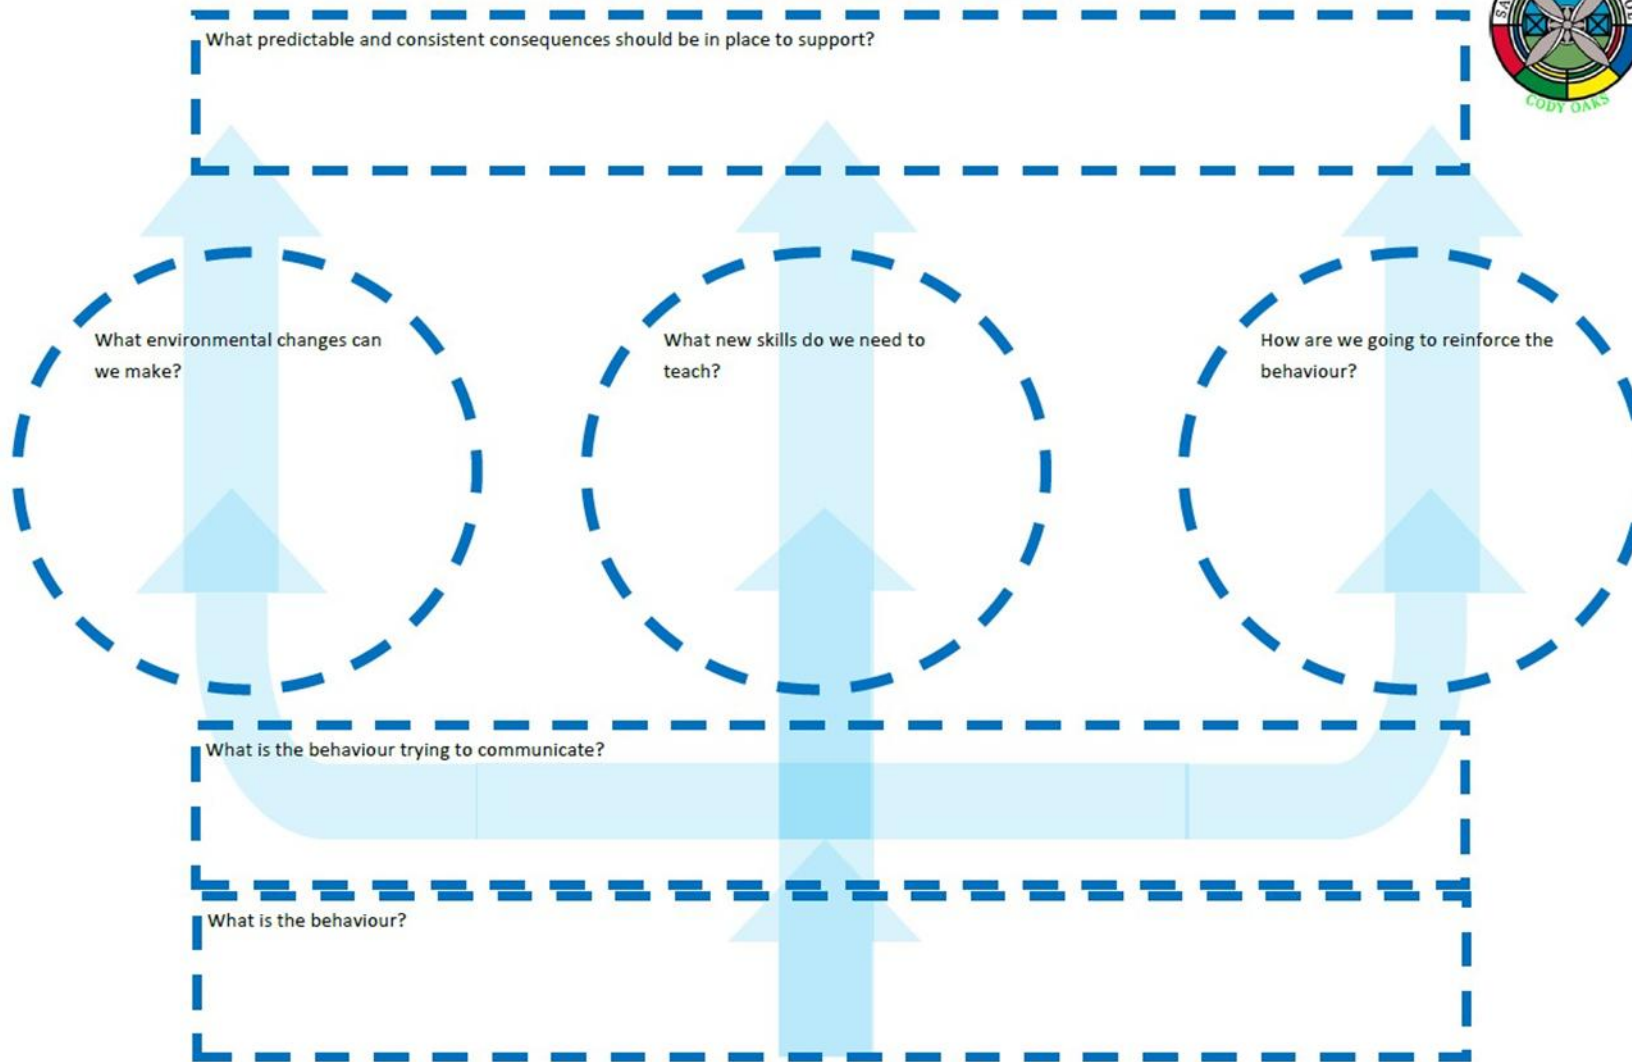 What predictable and consistent consequences should be in place to support?
CODY OAKS
What environmental changes can
we make?
What new skills do we need to
teach?
How are we going to reinforce the
behaviour?
What is the behaviour trying to communicate?
What is the behaviour?